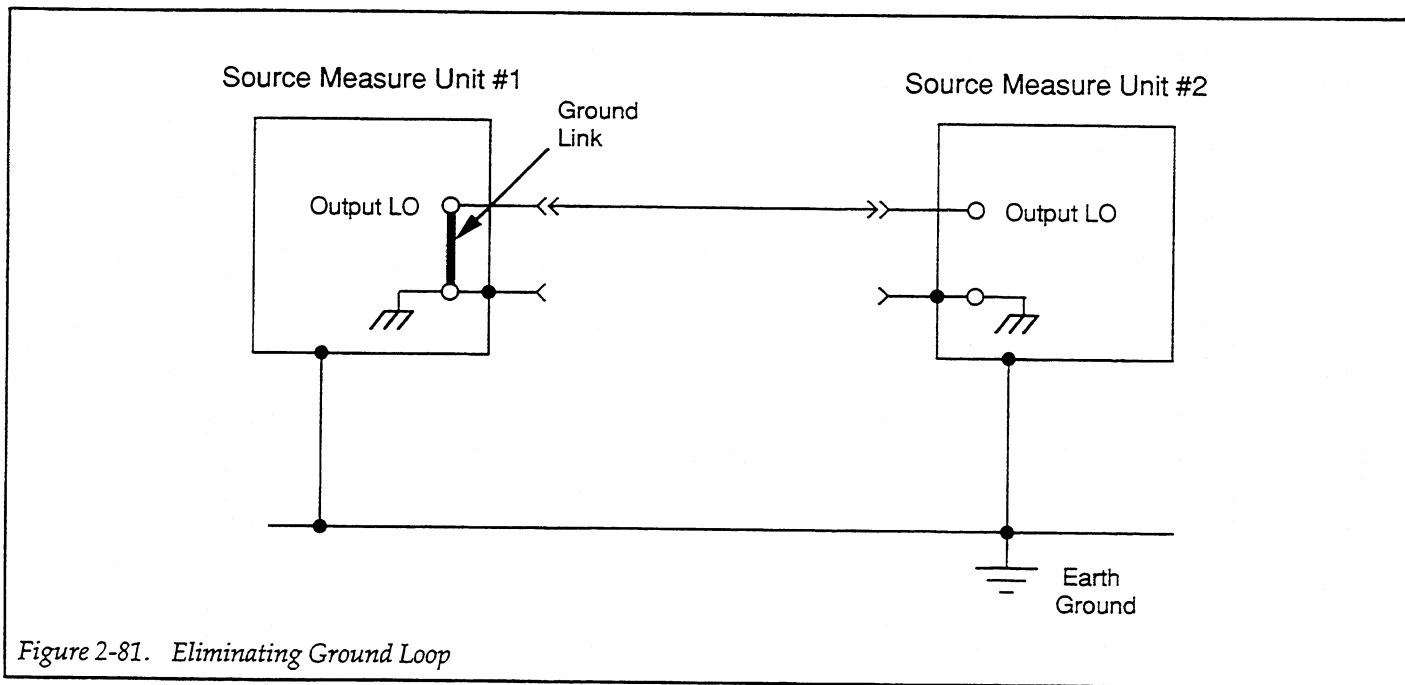 Source Measure Unit #1
Source Measure Unit #2
Ground
Link
Output LO
Output LO
Earth
Ground
Figure 2-81. Eliminating Ground Loop